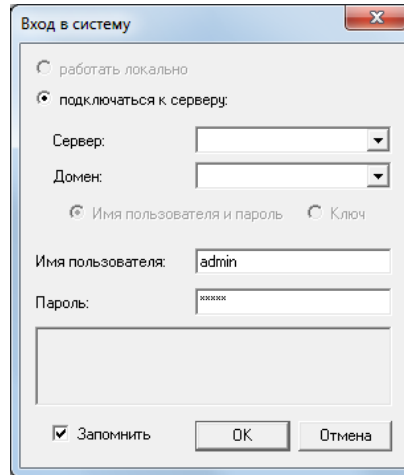 Вход в систему
работать локально
подключаться к серверу:
Сервер:
Домен:
Имя пользователя и пароль Ключ
Имя пользователя: admin
Пароль: *****
Запомнить OK Отмена